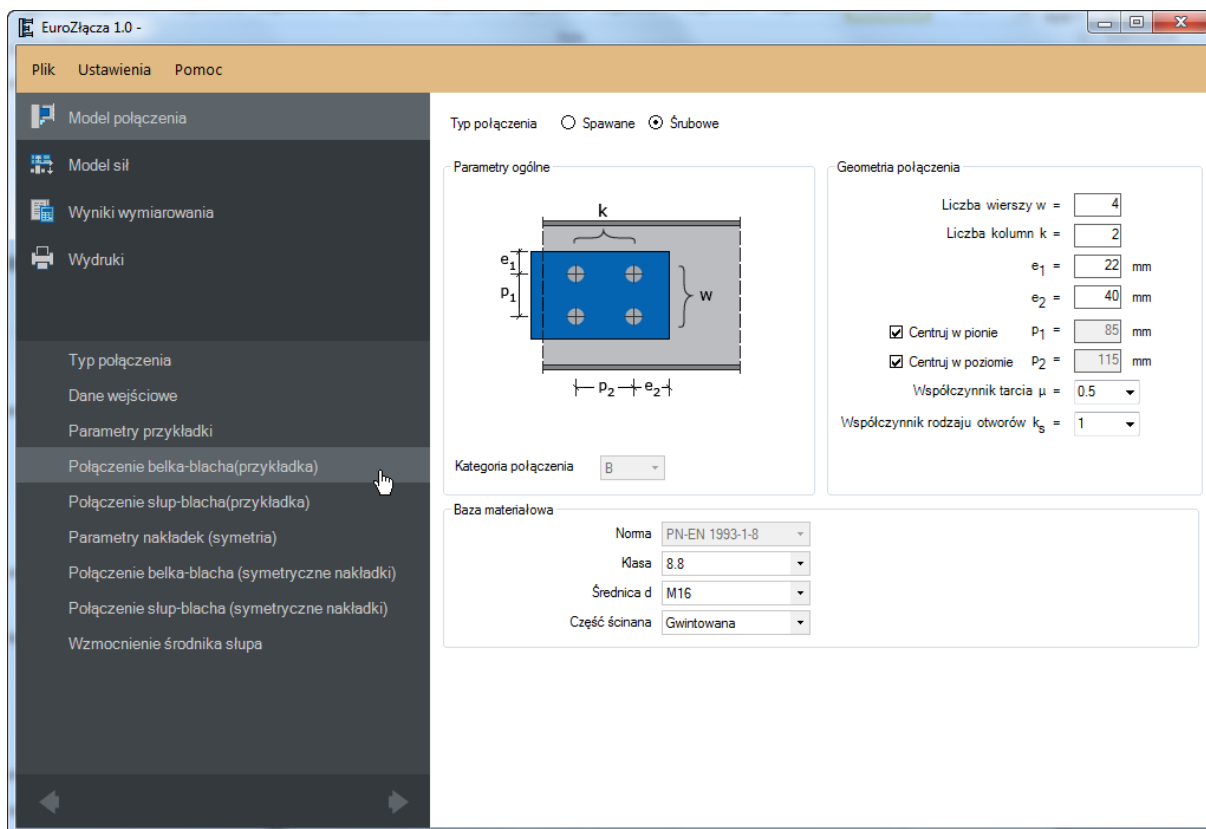 EuroZłącza 1.0 -
Plik Ustawienia Pomoc
Model połączenia
Model sił
Wyniki wymiarowania
Wydruki
Typ połączenia
Dane wejściowe
Parametry przykładki
Połączenie belka-blacha(przykładka)
Połączenie słup-blacha(przykładka)
Parametry nakładek (symetria)
Połączenie belka-blacha (symetryczne nakładki)
Połączenie słup-blacha (symetryczne nakładki)
Wzmocnienie środnika słupa
Typ połączenia Spawane Śrubowe
Parametry ogólne
k
e1
p1
w
p2 e2
Kategoria połączenia B
Geometria połączenia
Liczba wierszy w = 4
Liczba kolumn k = 2
e1 = 22 mm
e2 = 40 mm
Centruj w pionie p1 = 85 mm
Centruj w poziomie p2 = 115 mm
Współczynnik tarcia μ = 0.5
Współczynnik rodzaju otworów ks = 1
Baza materiałowa
Norma PN-EN 1993-1-8
Klasa 8.8
Średnica d M16
Część ścinana Gwintowana